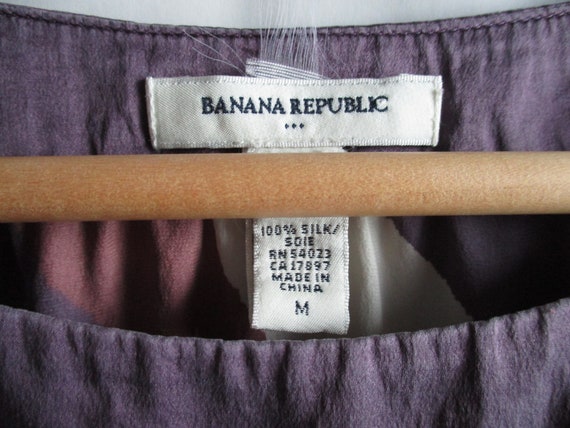 BANANA REPUBLIC
100% SILK/
SOIE
RN 54023
CA 17897
MADE IN
CHINA
M